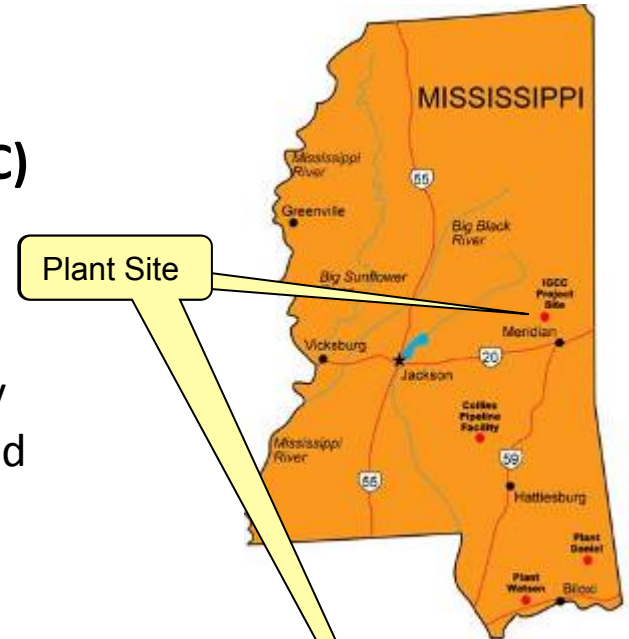 MISSISSIPPI
C)
Mississippi
River
55
Greenville
Big Black
River
Plant Site
Big Sunflower
IGCC
Project
Site
Meridian
Vicksburg
20
Jackson
y
d
Collins
Pipeline
Facility
Mississippi
River
59
55
Hattiesburg
Plant
Daniel
Plant
Watson
Biloxi